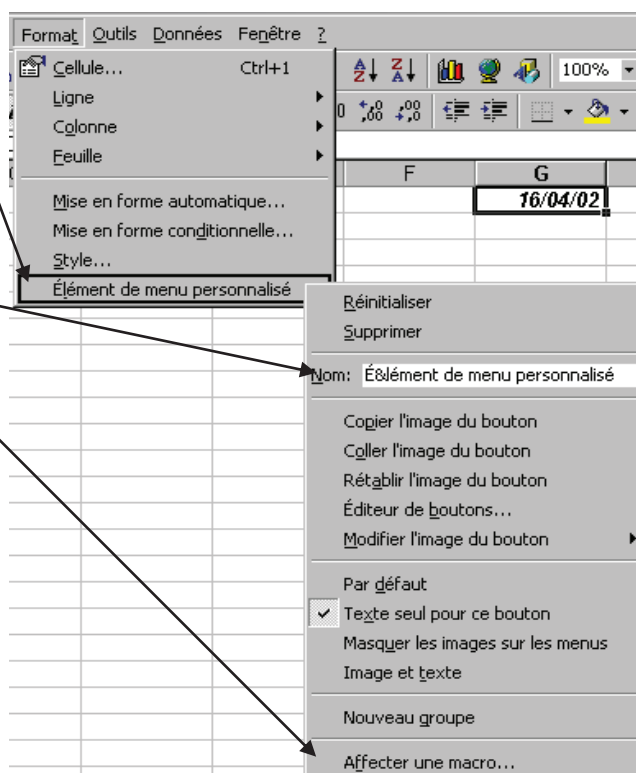 Format Outils Données Fenêtre ?
Cellule... Ctrl+1
100%
Ligne
Colonne
Feuille
F G
16/04/02
Mise en forme automatique...
Mise en forme conditionnelle...
Style...
Élément de menu personnalisé
Réinitialiser
Supprimer
Nom: É&lément de menu personnalisé
Copier l'image du bouton
Coller l'image du bouton
Rétablir l'image du bouton
Éditeur de boutons...
Modifier l'image du bouton
Par défaut
Texte seul pour ce bouton
Masquer les images sur les menus
Image et texte
Nouveau groupe
Affecter une macro...